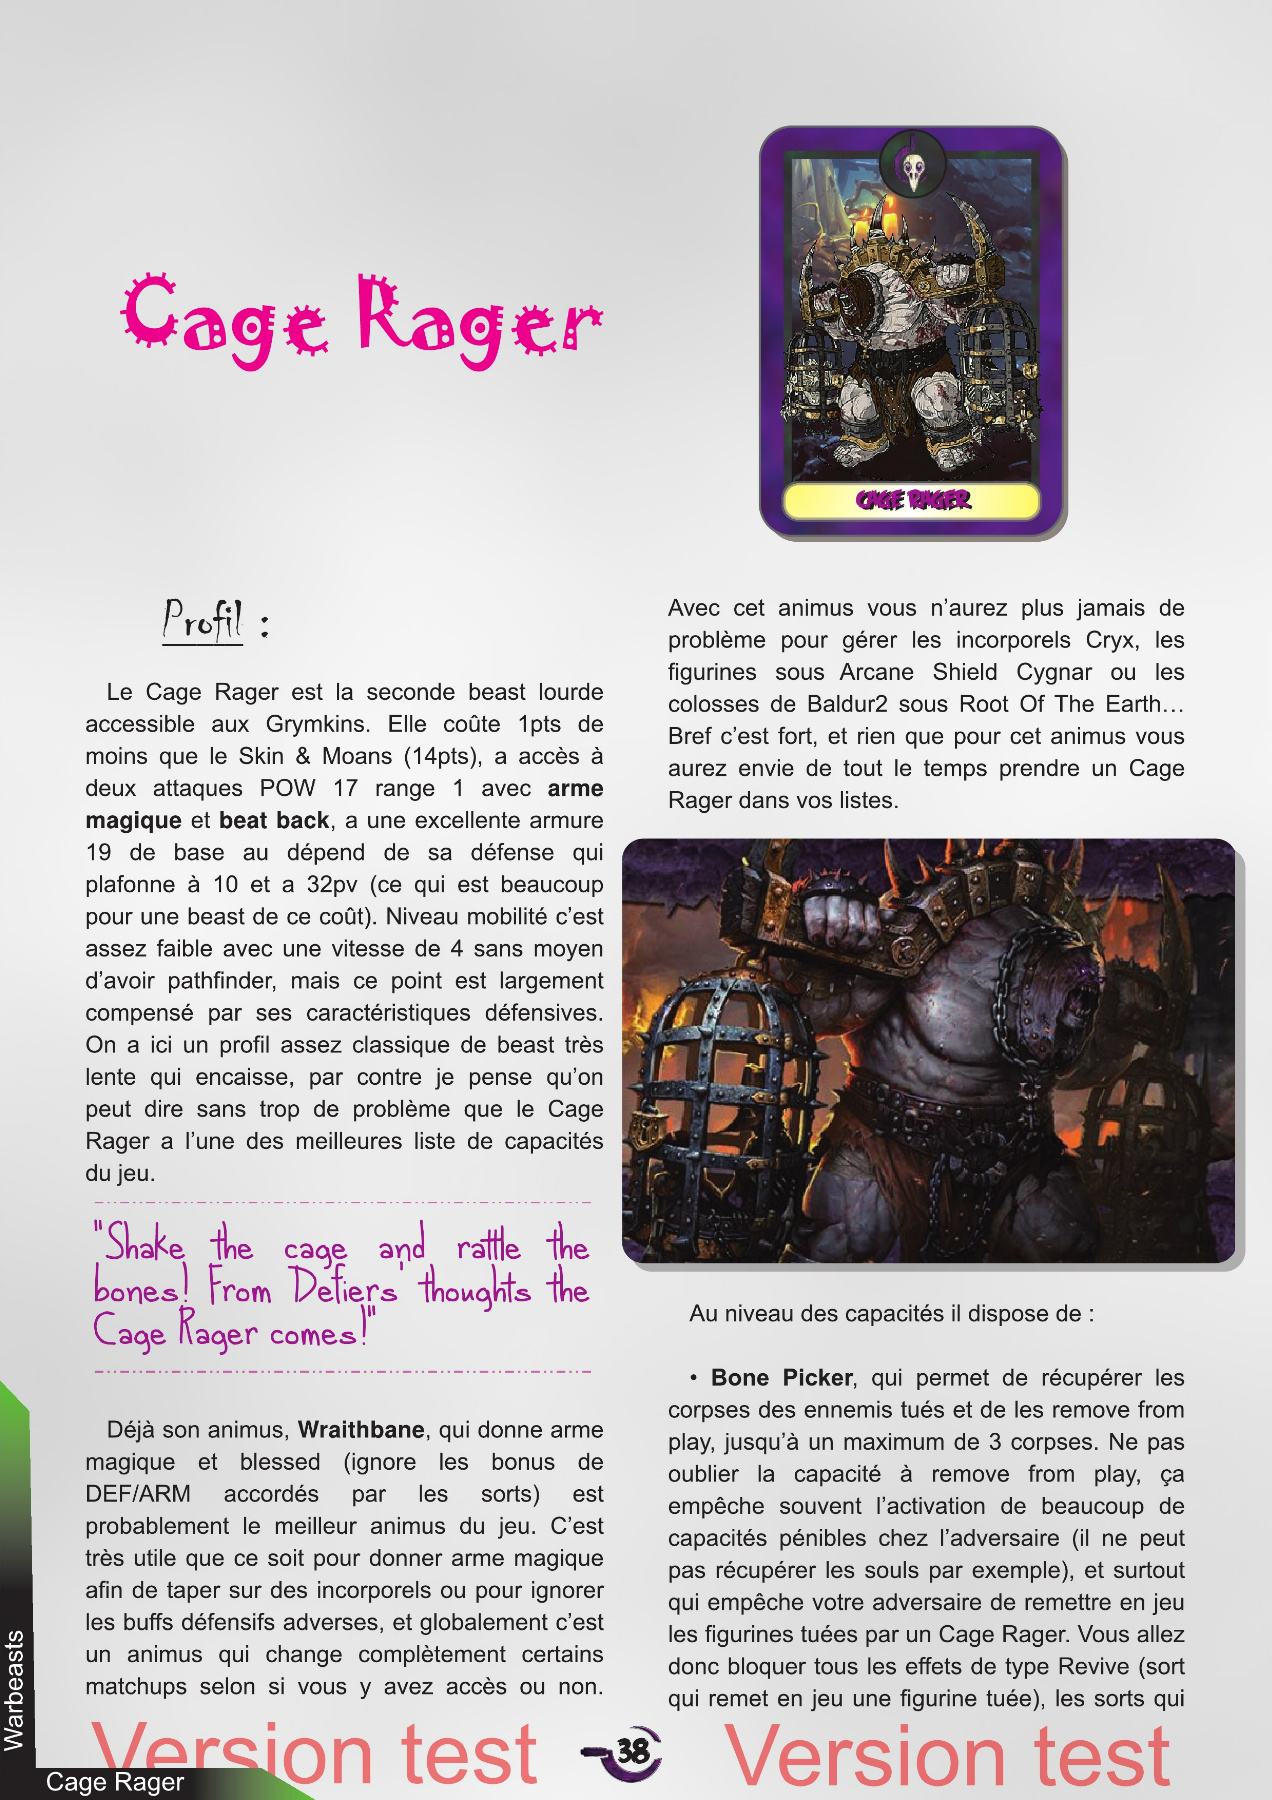 Cage Rager
CAGE RAGER
Profil :
Le Cage Rager est la seconde beast lourde
accessible aux Grymkins. Elle coûte 1pts de
moins que le Skin & Moans (14pts), a accès à
deux attaques POW 17 range 1 avec arme
magique et beat back, a une excellente armure
19 de base au dépend de sa défense qui
plafonne à 10 et a 32pv (ce qui est beaucoup
pour une beast de ce coût). Niveau mobilité c’est
assez faible avec une vitesse de 4 sans moyen
d’avoir pathfinder, mais ce point est largement
compensé par ses caractéristiques défensives.
On a ici un profil assez classique de beast très
lente qui encaisse, par contre je pense qu’on
peut dire sans trop de problème que le Cage
Rager a l’une des meilleures liste de capacités
du jeu.
"Shake the cage and rattle the
bones! From Defiers' thoughts the
Cage Rager comes!"
Déjà son animus, Wraithbane, qui donne arme
magique et blessed (ignore les bonus de
DEF/ARM accordés par les sorts) est
probablement le meilleur animus du jeu. C’est
très utile que ce soit pour donner arme magique
afin de taper sur des incorporels ou pour ignorer
les buffs défensifs adverses, et globalement c’est
un animus qui change complètement certains
matchups selon si vous y avez accès ou non.
Avec cet animus vous n’aurez plus jamais de
problème pour gérer les incorporels Cryx, les
figurines sous Arcane Shield Cygnar ou les
colosses de Baldur2 sous Root Of The Earth…
Bref c’est fort, et rien que pour cet animus vous
aurez envie de tout le temps prendre un Cage
Rager dans vos listes.
Au niveau des capacités il dispose de :
• Bone Picker, qui permet de récupérer les
corpses des ennemis tués et de les remove from
play, jusqu’à un maximum de 3 corpses. Ne pas
oublier la capacité à remove from play, ça
empêche souvent l’activation de beaucoup de
capacités pénibles chez l’adversaire (il ne peut
pas récupérer les souls par exemple), et surtout
qui empêche votre adversaire de remettre en jeu
les figurines tuées par un Cage Rager. Vous allez
donc bloquer tous les effets de type Revive (sort
qui remet en jeu une figurine tuée), les sorts qui
Warbeasts
Cage Rager
Version test
38
Version test